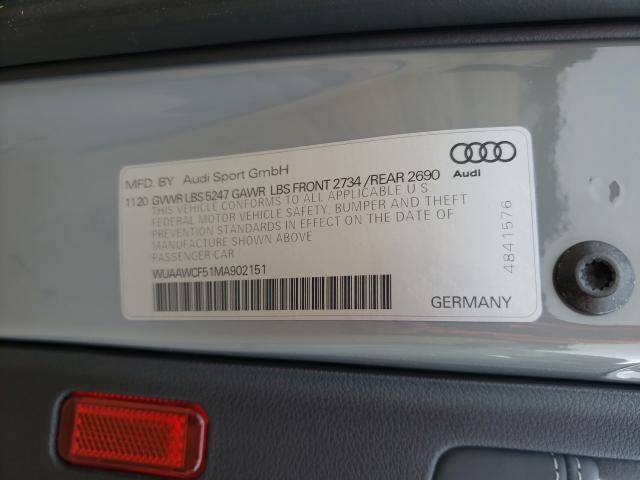 MFD. BY Audi Sport GmbH
1120 GVWR LBS 5247 GAWR LBS FRONT 2734 /REAR 2690
THIS VEHICLE CONFORMS TO ALL APPLICABLE U S
FEDERAL MOTOR VEHICLE SAFETY, BUMPER AND THEFT
PREVENTION STANDARDS IN EFFECT ON THE DATE OF
MANUFACTURE SHOWN ABOVE
PASSENGER CAR
WUAAWCF51MA902151
Audi
4841576
GERMANY